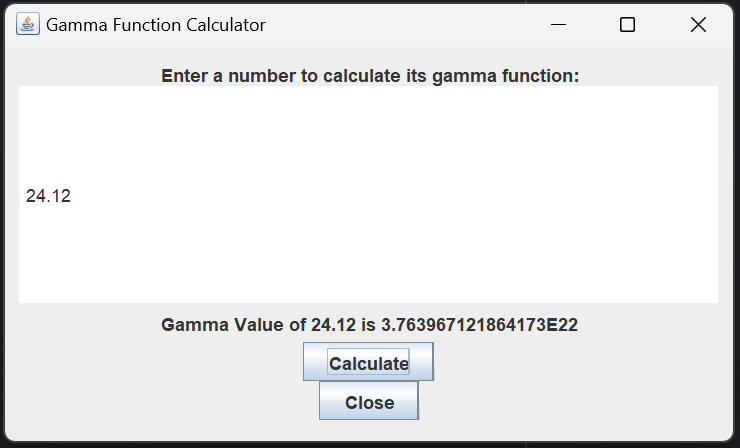 Gamma Function Calculator
Enter a number to calculate its gamma function:
24.12
Gamma Value of 24.12 is 3.763967121864173E22
Calculate
Close